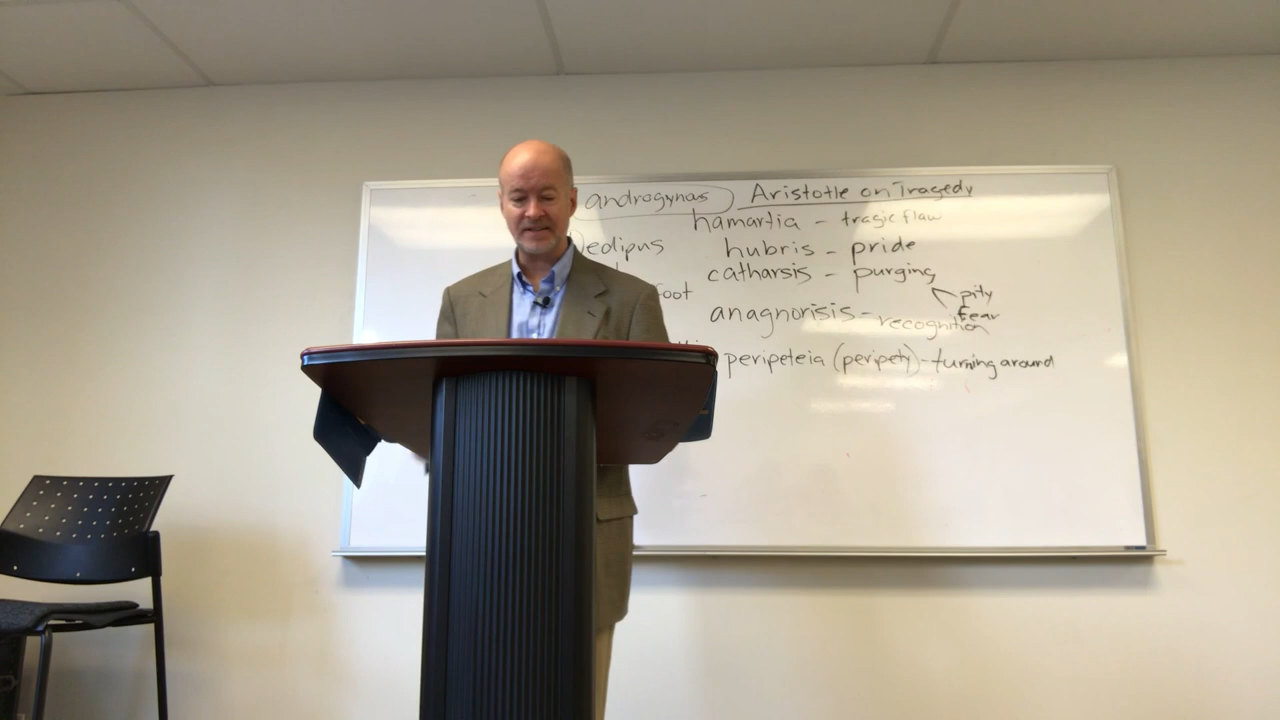 androgynos Aristotle on Tragedy
hamartia - tragic flaw
Oedipus hubris - pride
catharsis - purging
pity
fear
foot
anagnorisis - recognition
peripeteia (peripety) - turning around